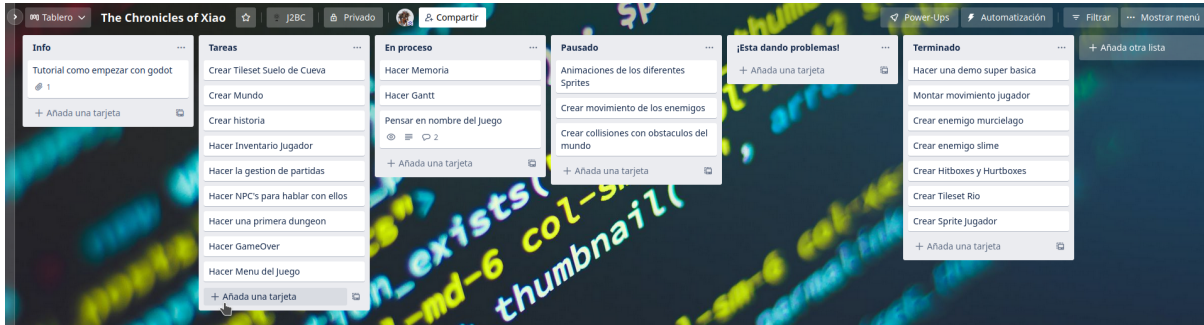 Tablero
The Chronicles of Xiao
J2BC
Privado
Compartir
Power-Ups
Automatización
Filtrar
Mostrar menú
Info
Tutorial como empezar con godot
1
+ Añada una tarjeta
Tareas
Crear Tileset Suelo de Cueva
Crear Mundo
Crear historia
Hacer Inventario Jugador
Hacer la gestion de partidas
Hacer NPC's para hablar con ellos
Hacer una primera dungeon
Hacer GameOver
Hacer Menu del Juego
+ Añada una tarjeta
En proceso
Hacer Memoria
Hacer Gantt
Pensar en nombre del Juego
2
+ Añada una tarjeta
Pausado
Animaciones de los diferentes
Sprites
Crear movimiento de los enemigos
Crear collisiones con obstaculos del
mundo
+ Añada una tarjeta
¡Esta dando problemas!
+ Añada una tarjeta
Terminado
Hacer una demo super basica
Montar movimiento jugador
Crear enemigo murcielago
Crear enemigo slime
Crear Hitboxes y Hurtboxes
Crear Tileset Rio
Crear Sprite Jugador
+ Añada una tarjeta
+ Añada otra lista
$p
_exists(
-md-6 col-sm-
thumbnail(